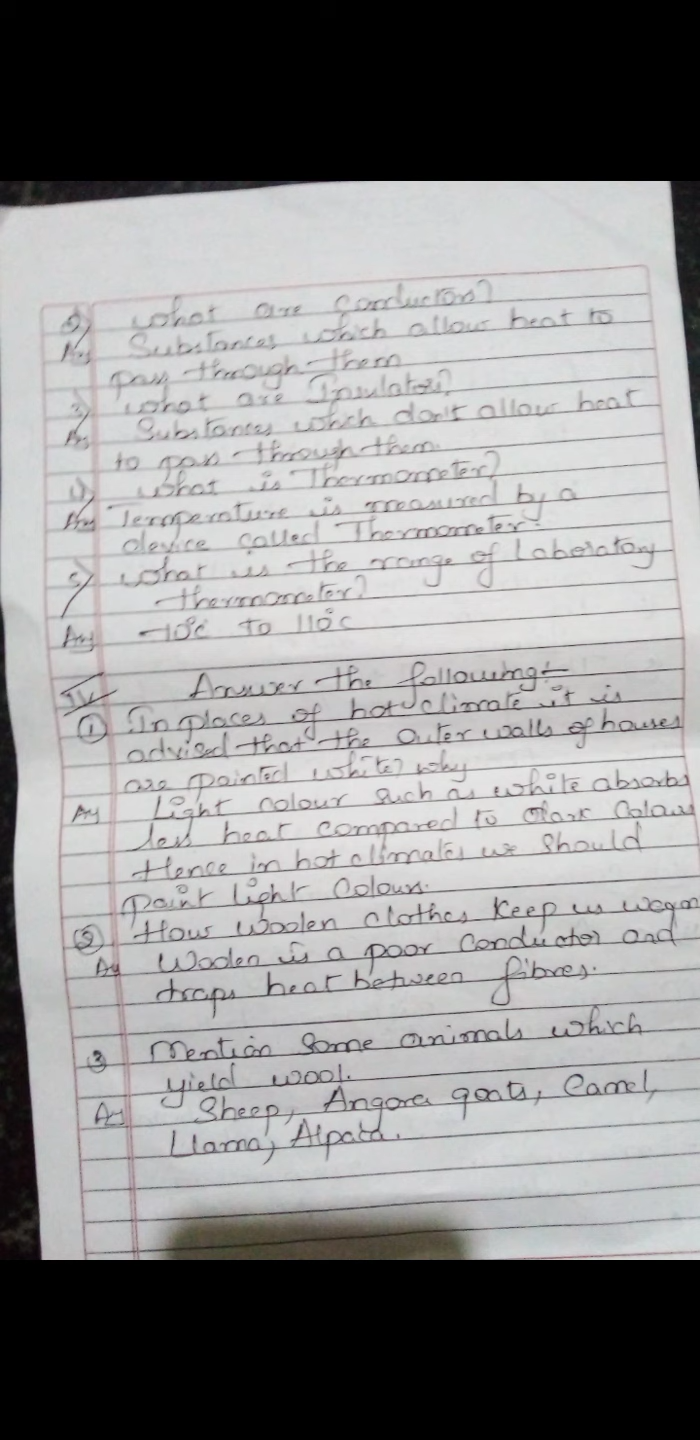 2) What are Conductors?
Ans Substances which allow heat to
pass through them
3) What are Insulators?
Ans Substances which don't allow heat
to pass through them.
4) What is Thermometer?
Ans Temperature is measured by a
device called Thermometer.
5) What is the range of Laboratory
thermometer?
Ans -10°c to 110°c
IV Answer the following:-
① In places of hot climate it is
advised that the outer walls of houses
are painted white? why
Ans Light colour such as white absorbs
less heat compared to dark Colour
Hence in hot climates we should
paint light Colours.
② How Woolen clothes keep us warm
Ans Woolen is a poor conductor and
traps heat between fibres.
③ Mention Some animals which
yield wool.
Ans Sheep, Angora goats, Camel,
Llama, Alpaca.